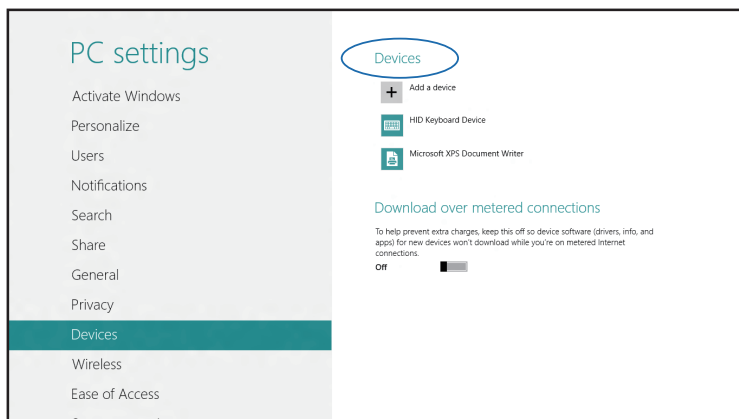 PC settings
Activate Windows
Personalize
Users
Notifications
Search
Share
General
Privacy
Devices
Wireless
Ease of Access
Devices
Add a device
HID Keyboard Device
Microsoft XPS Document Writer
Download over metered connections
To help prevent extra charges, keep this off so device software (drivers, info, and
apps) for new devices won't download while you're on metered Internet
connections.
Off